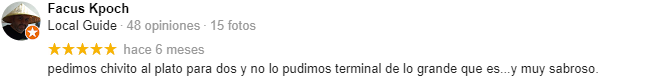 Facus Kpoch
Local Guide · 48 opiniones · 15 fotos
hace 6 meses
pedimos chivito al plato para dos y no lo pudimos terminal de lo grande que es...y muy sabroso.